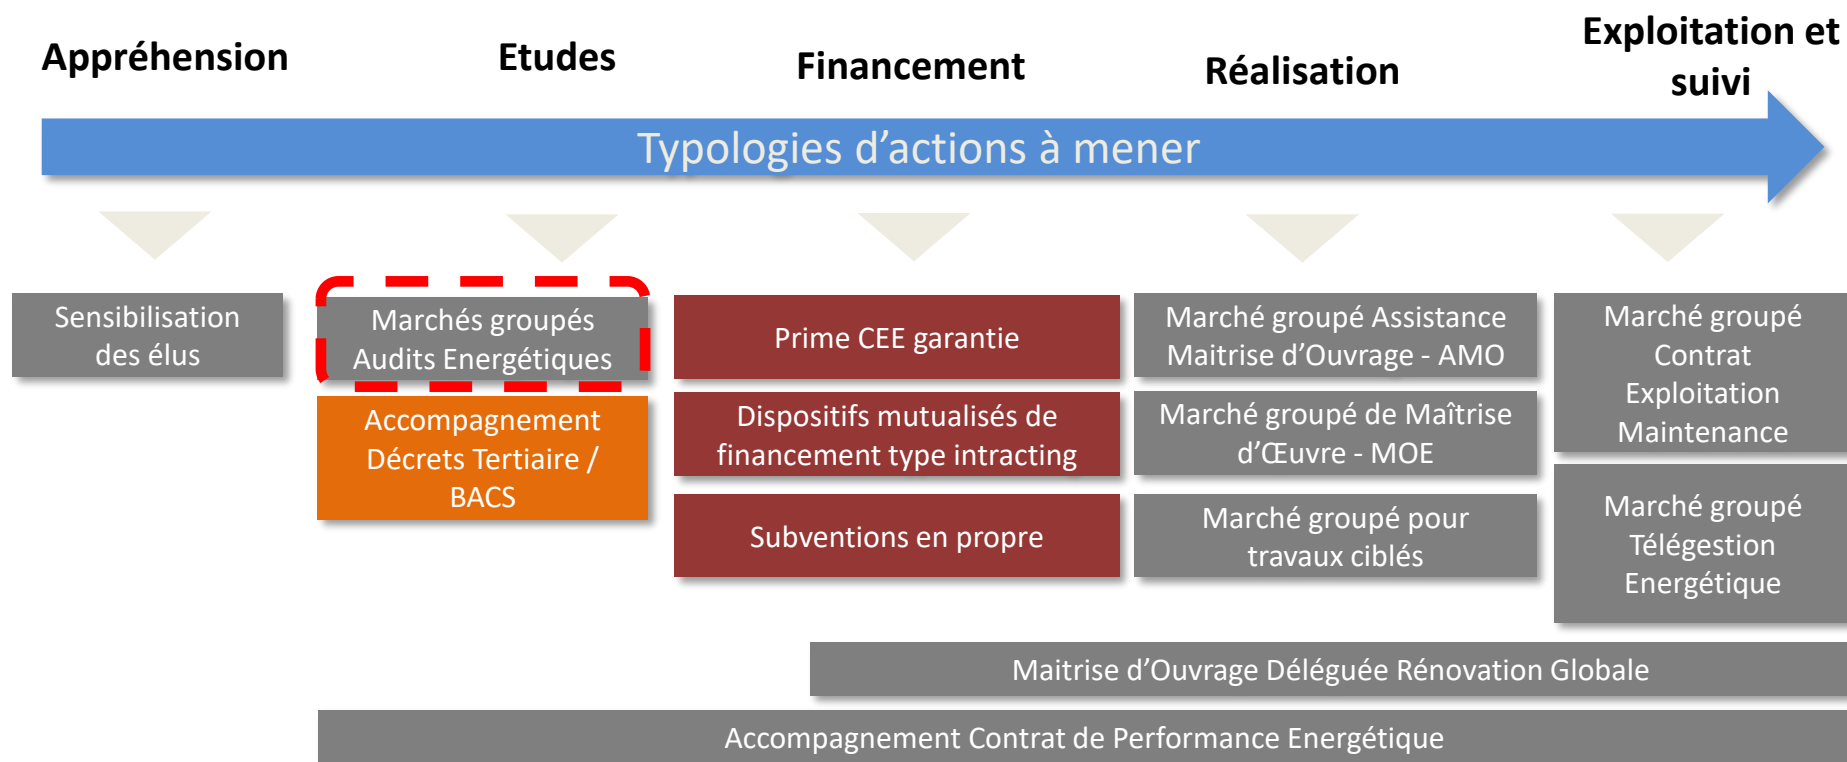 Appréhension
Etudes
Financement
Réalisation
Exploitation et
suivi
Typologies d'actions à mener
Sensibilisation
des élus
Marchés groupés
Audits Energétiques
Accompagnement
Décrets Tertiaire /
BACS
Prime CEE garantie
Dispositifs mutualisés de
financement type intracting
Subventions en propre
Marché groupé Assistance
Maitrise d'Ouvrage - AMO
Marché groupé de Maîtrise
d'Œuvre - MOE
Marché groupé pour
travaux ciblés
Marché groupé
Contrat
Exploitation
Maintenance
Marché groupé
Télégestion
Energétique
Maitrise d'Ouvrage Déléguée Rénovation Globale
Accompagnement Contrat de Performance Energétique